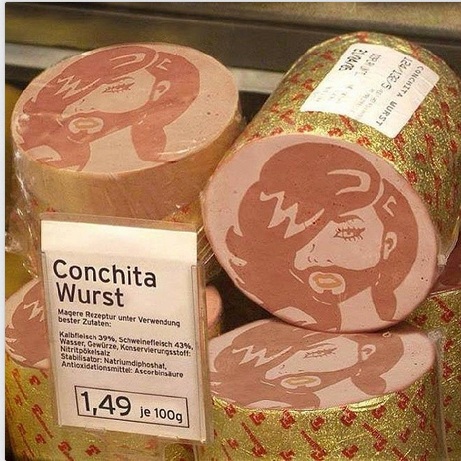 CONCHITA WURST
Conchita
Wurst
Magere Rezeptur unter Verwendung
bester Zutaten:
Kalbfleisch 39%, Schweinefleisch 43%,
Wasser, Gewürze, Konservierungsstoff:
Nitritpökelsalz
Stabilisator: Natriumdiphoshat,
Antioxidationsmittel: Ascorbinsäure
1,49 je 100g